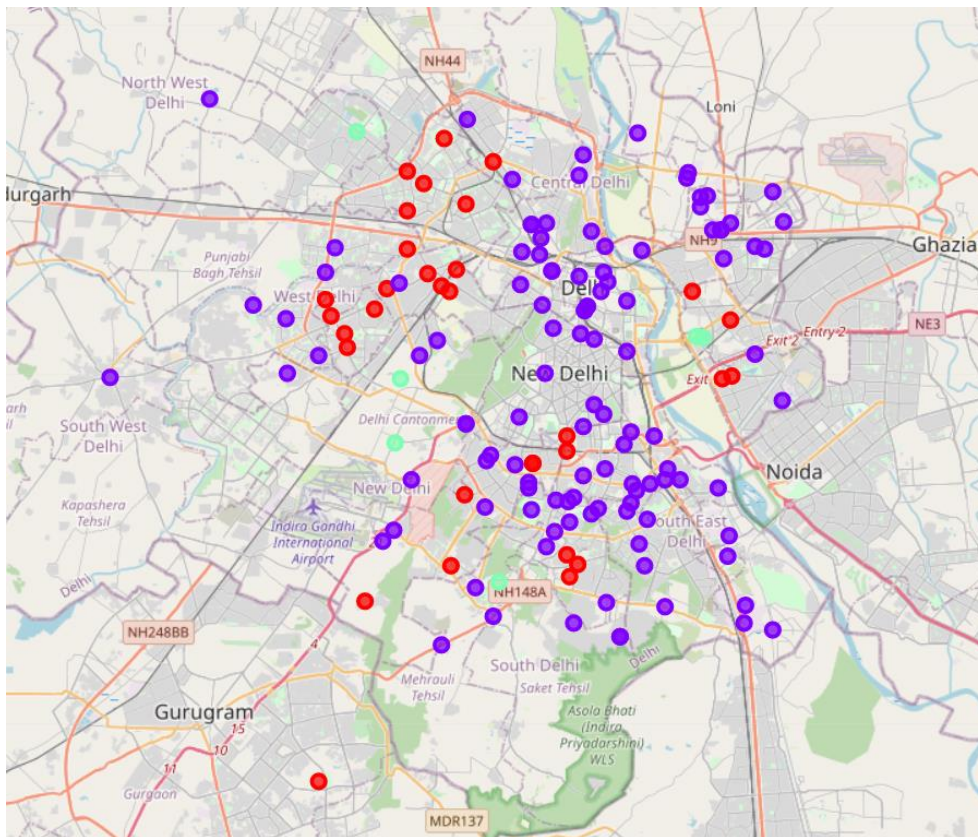 NH44
North West
Delhi
Loni
Central Delhi
durgarh
NH9
Ghazia
Punjabi
Bagh Tehsil
West Delhi
Delhi
NE3
Exit 2
Entry 2
Exit
New Delhi
South West
Delhi
Delhi Cantonment
Noida
New Delhi
Kapashera
Tehsil
Indira Gandhi
International
Airport
South East
Delhi
Delhi
NH148A
NH248BB
4
South Delhi
Delhi
Mehrauli
Tehsil
Saket Tehsil
Gurugram
Asola Bhati
(Indira
Priyadarshini)
WLS
15
10
11
Gurgaon
MDR137